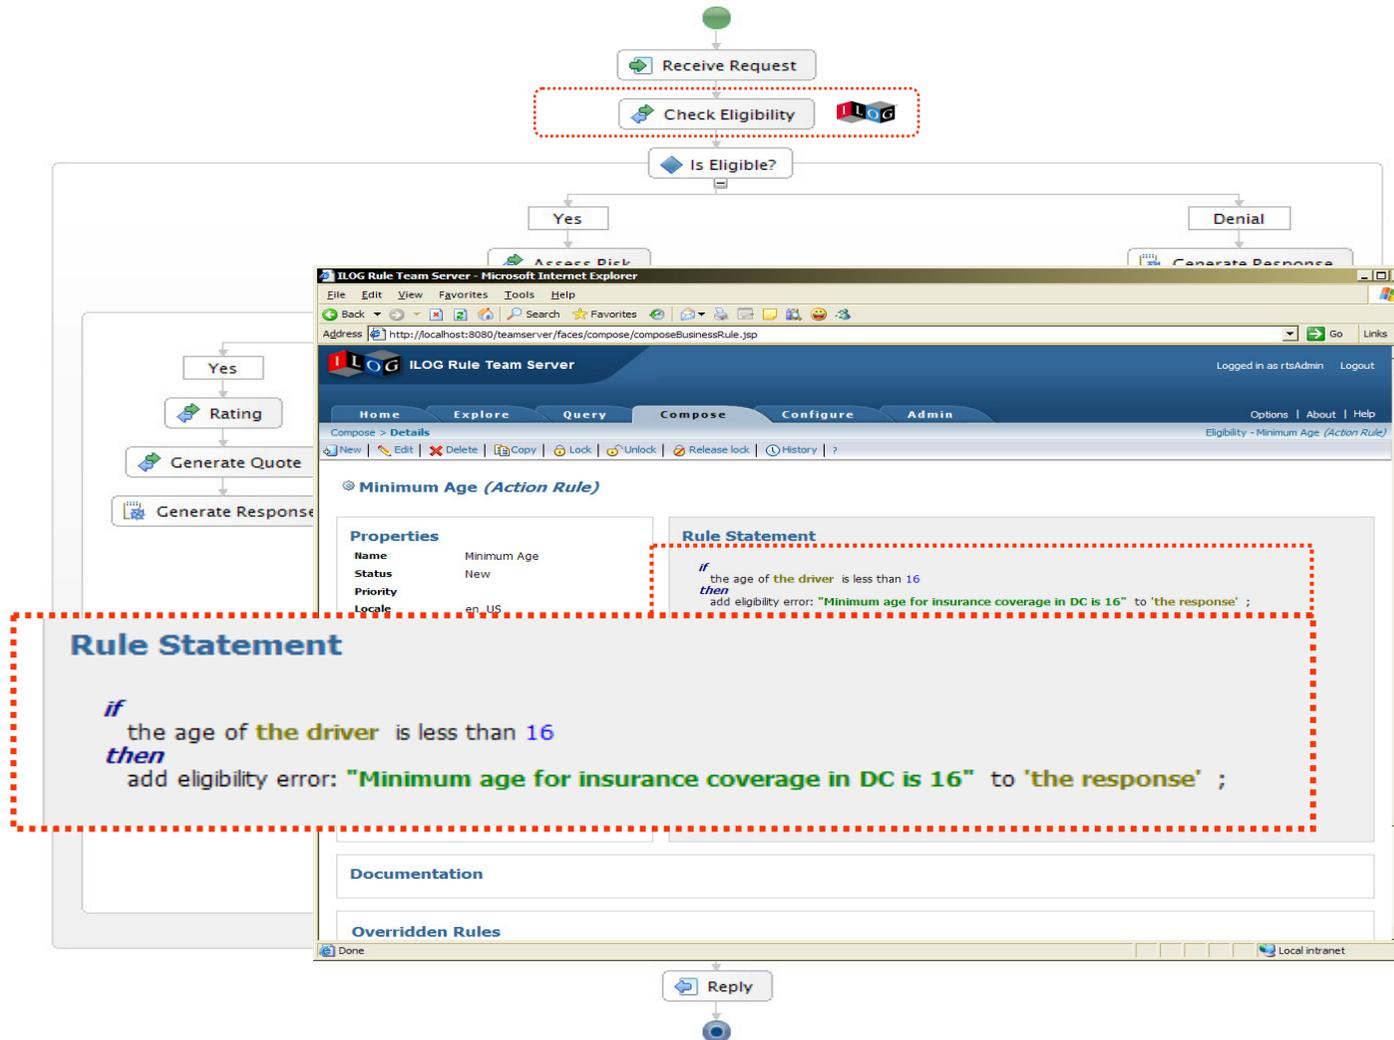 Receive Request
Check Eligibility
ILOG
Is Eligible?
Yes
Denial
Assess Risk
Generate Response
ILOG Rule Team Server - Microsoft Internet Explorer
File Edit View Favorites Tools Help
Back Search Favorites
Address http://localhost:8080/teamserver/faces/compose/composeBusinessRule.jsp Go Links
Yes
Rating
Generate Quote
Generate Response
ILOG ILOG Rule Team Server
Logged in as rtsAdmin Logout
Home Explore Query Compose Configure Admin
Options | About | Help
Compose > Details
Eligibility - Minimum Age (Action Rule)
New | Edit | Delete | Copy | Lock | Unlock | Release lock | History | ?
Minimum Age (Action Rule)
Properties
Name Minimum Age
Status New
Priority
Locale en_US
Rule Statement
if
the age of the driver is less than 16
then
add eligibility error: "Minimum age for insurance coverage in DC is 16" to 'the response' ;
Rule Statement
if
the age of the driver is less than 16
then
add eligibility error: "Minimum age for insurance coverage in DC is 16" to 'the response' ;
Documentation
Overridden Rules
Done
Local intranet
Reply